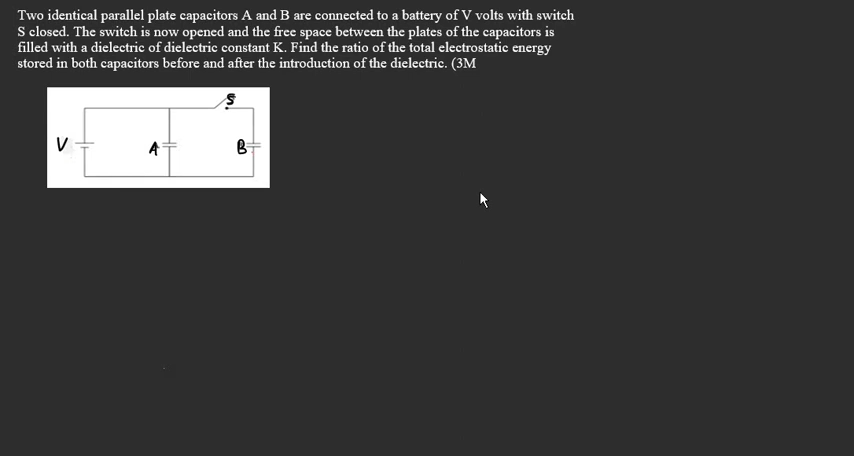 Two identical parallel plate capacitors A and B are connected to a battery of V volts with switch
S closed. The switch is now opened and the free space between the plates of the capacitors is
filled with a dielectric of dielectric constant K. Find the ratio of the total electrostatic energy
stored in both capacitors before and after the introduction of the dielectric. (3M
S
V
A
B